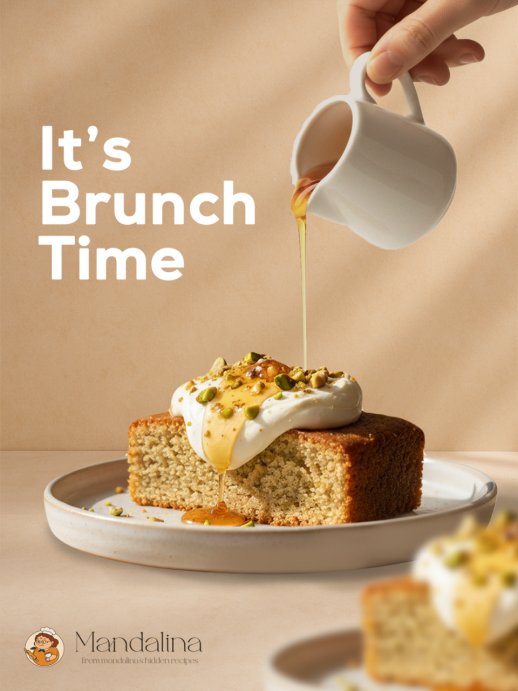 It's
Brunch
Time
Mandalina
from mandalina's hidden recipes